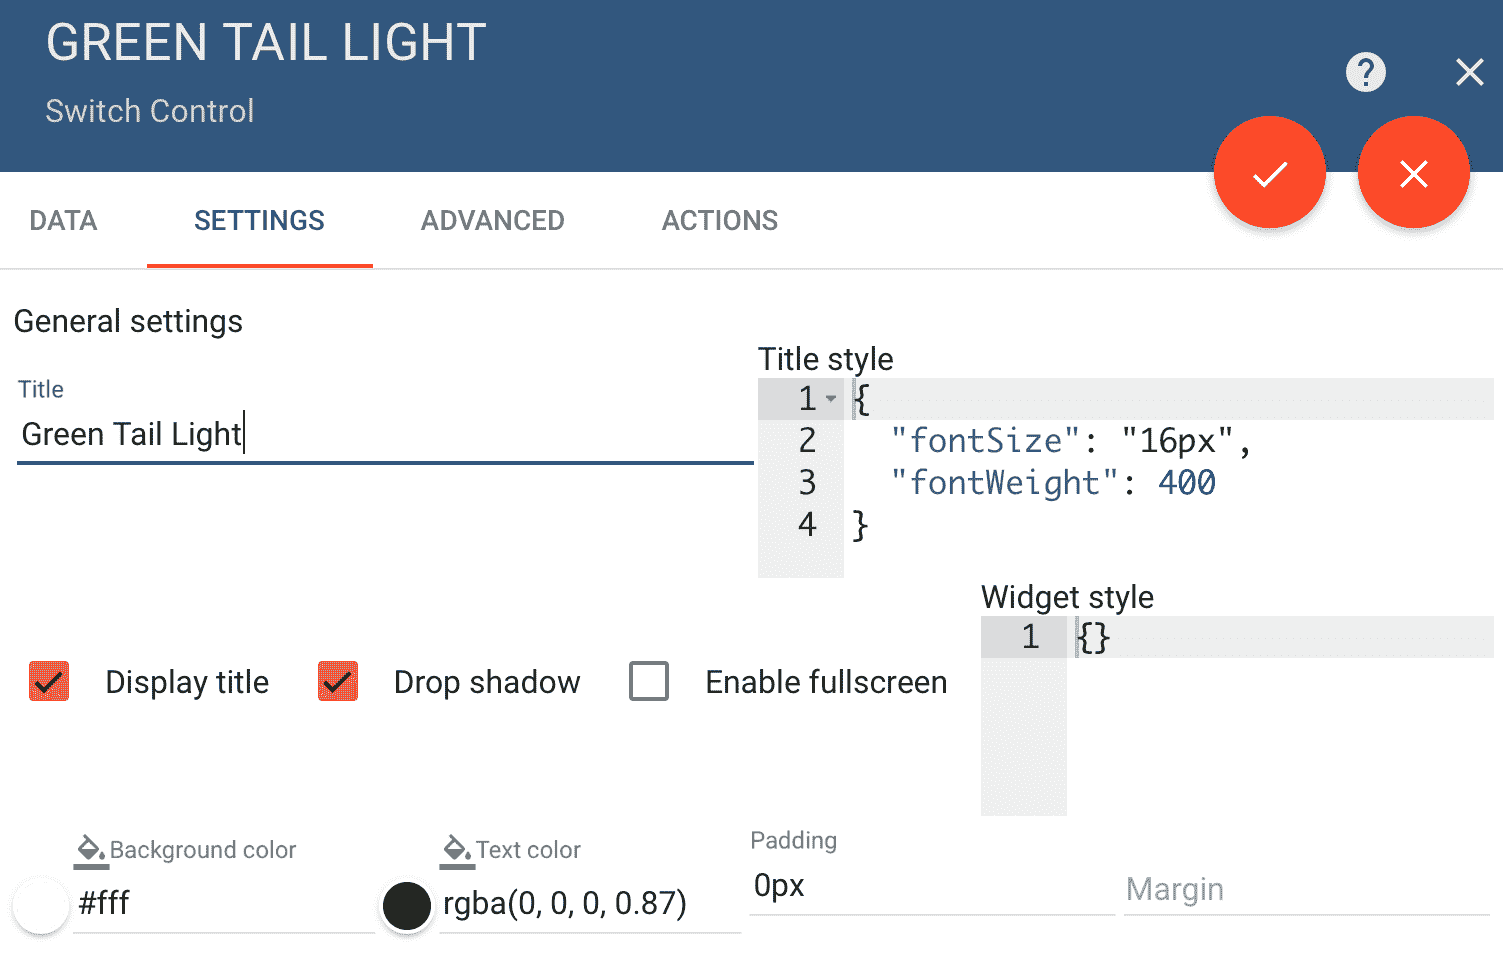 GREEN TAIL LIGHT
Switch Control
DATA SETTINGS ADVANCED ACTIONS
General settings
Title
Green Tail Light
Title style
1 {
2 "fontSize": "16px",
3 "fontWeight": 400
4 }
Display title Drop shadow Enable fullscreen
Widget style
1 {}
Background color
#fff
Text color
rgba(0, 0, 0, 0.87)
Padding
0px
Margin